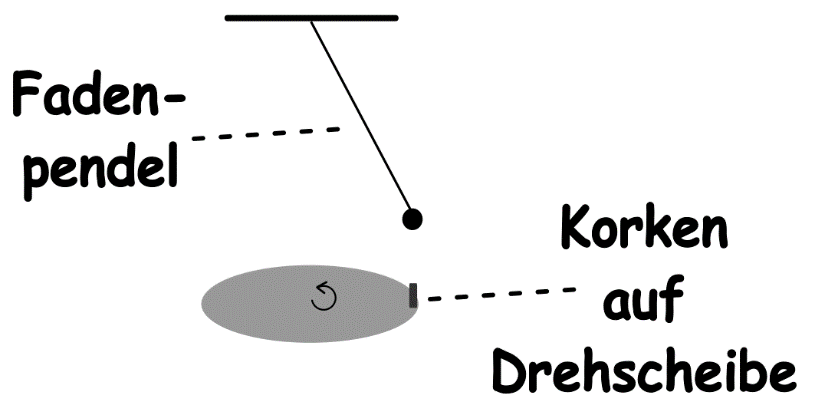 Faden-
pendel
Korken
auf
Drehscheibe